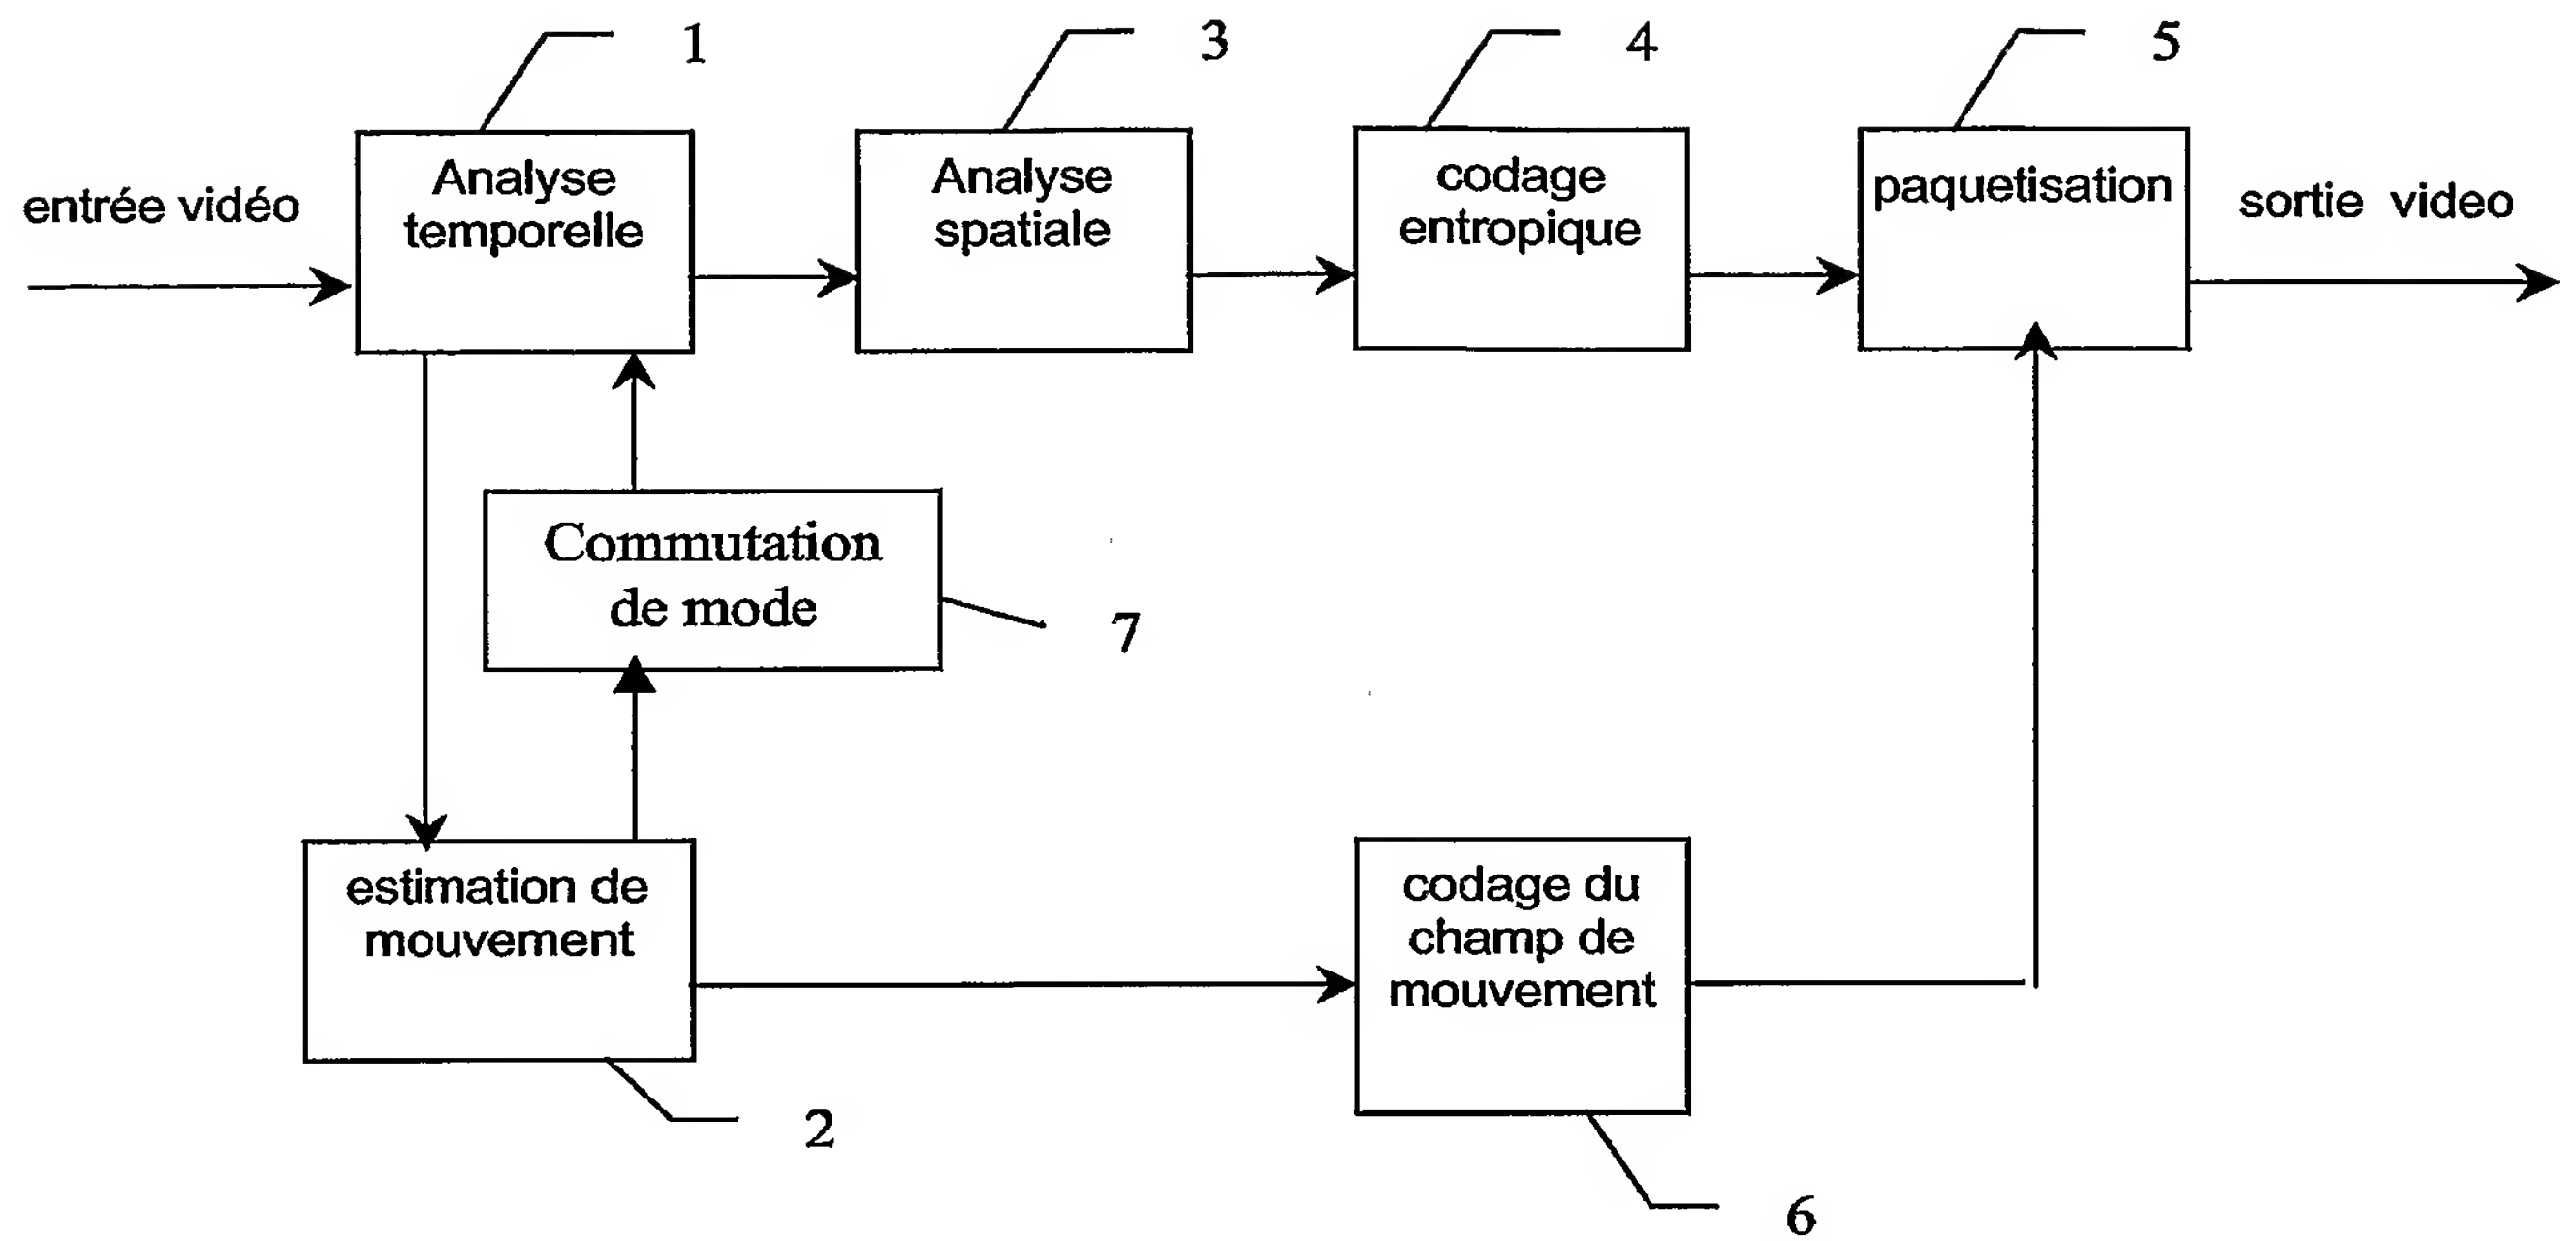 1
3
4
5
entrée vidéo
Analyse
temporelle
Analyse
spatiale
codage
entropique
paquetisation
sortie video
Commutation
de mode
7
estimation de
mouvement
codage du
champ de
mouvement
2
6